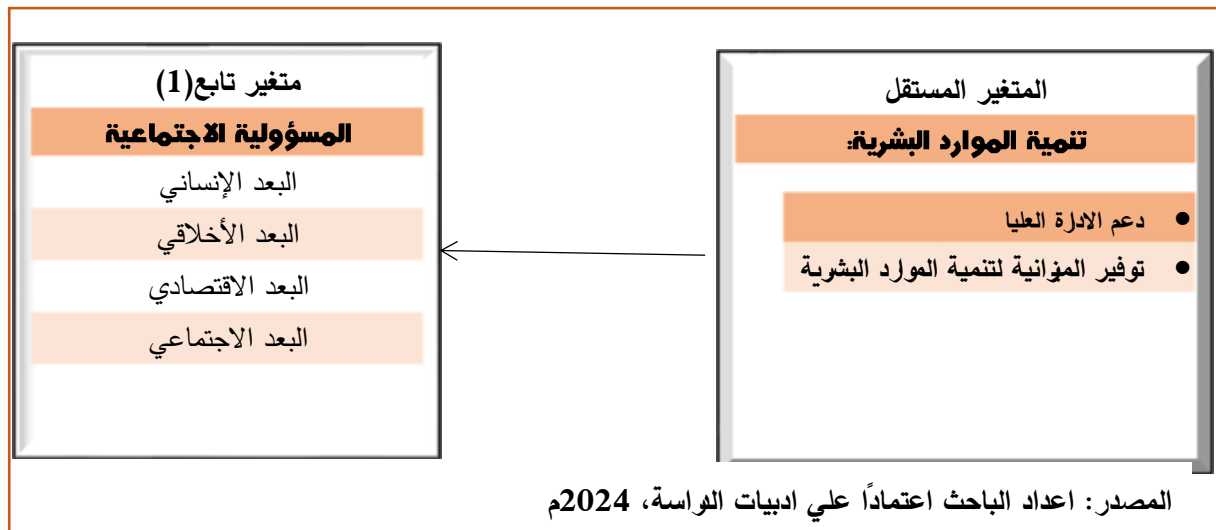 المتغير المستقل
تنمية الموارد البشرية:
• دعم الادارة العليا
• توفير الميزانية لتنمية الموارد البشرية
متغير تابع(1)
المسؤولية الاجتماعية
البعد الإنساني
البعد الأخلاقي
البعد الاقتصادي
البعد الاجتماعي
المصدر: اعداد الباحث اعتمادًا علي ادبيات الدراسة، 2024م